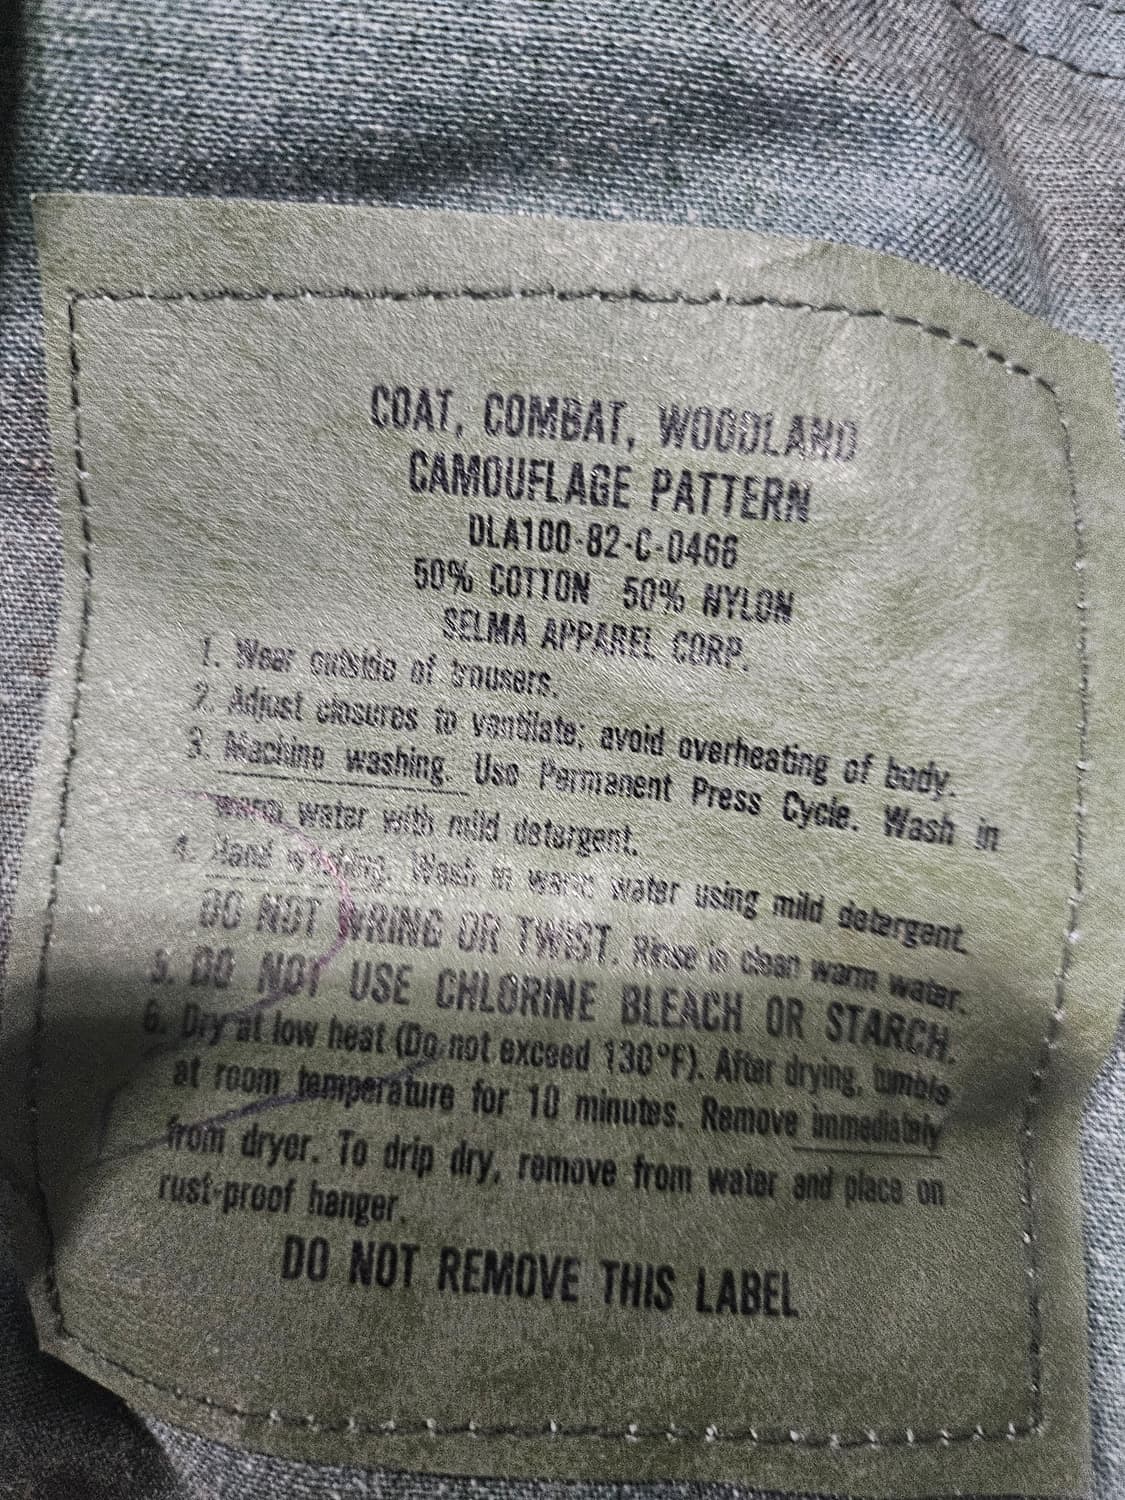 COAT, COMBAT, WOODLAND
CAMOUFLAGE PATTERN
DLA100-82-C-0466
50% COTTON 50% NYLON
SELMA APPAREL CORP.
1. Wear outside of trousers.
2. Adjust closures to ventilate; avoid overheating of body.
3. Machine washing. Use Permanent Press Cycle. Wash in
warm water with mild detergent.
4. Hand washing. Wash in warm water using mild detergent.
DO NOT WRING OR TWIST. Rinse in clean warm water.
5. DO NOT USE CHLORINE BLEACH OR STARCH.
6. Dry at low heat (Do not exceed 130°F). After drying, tumble
at room temperature for 10 minutes. Remove immediately
from dryer. To drip dry, remove from water and place on
rust-proof hanger.
DO NOT REMOVE THIS LABEL